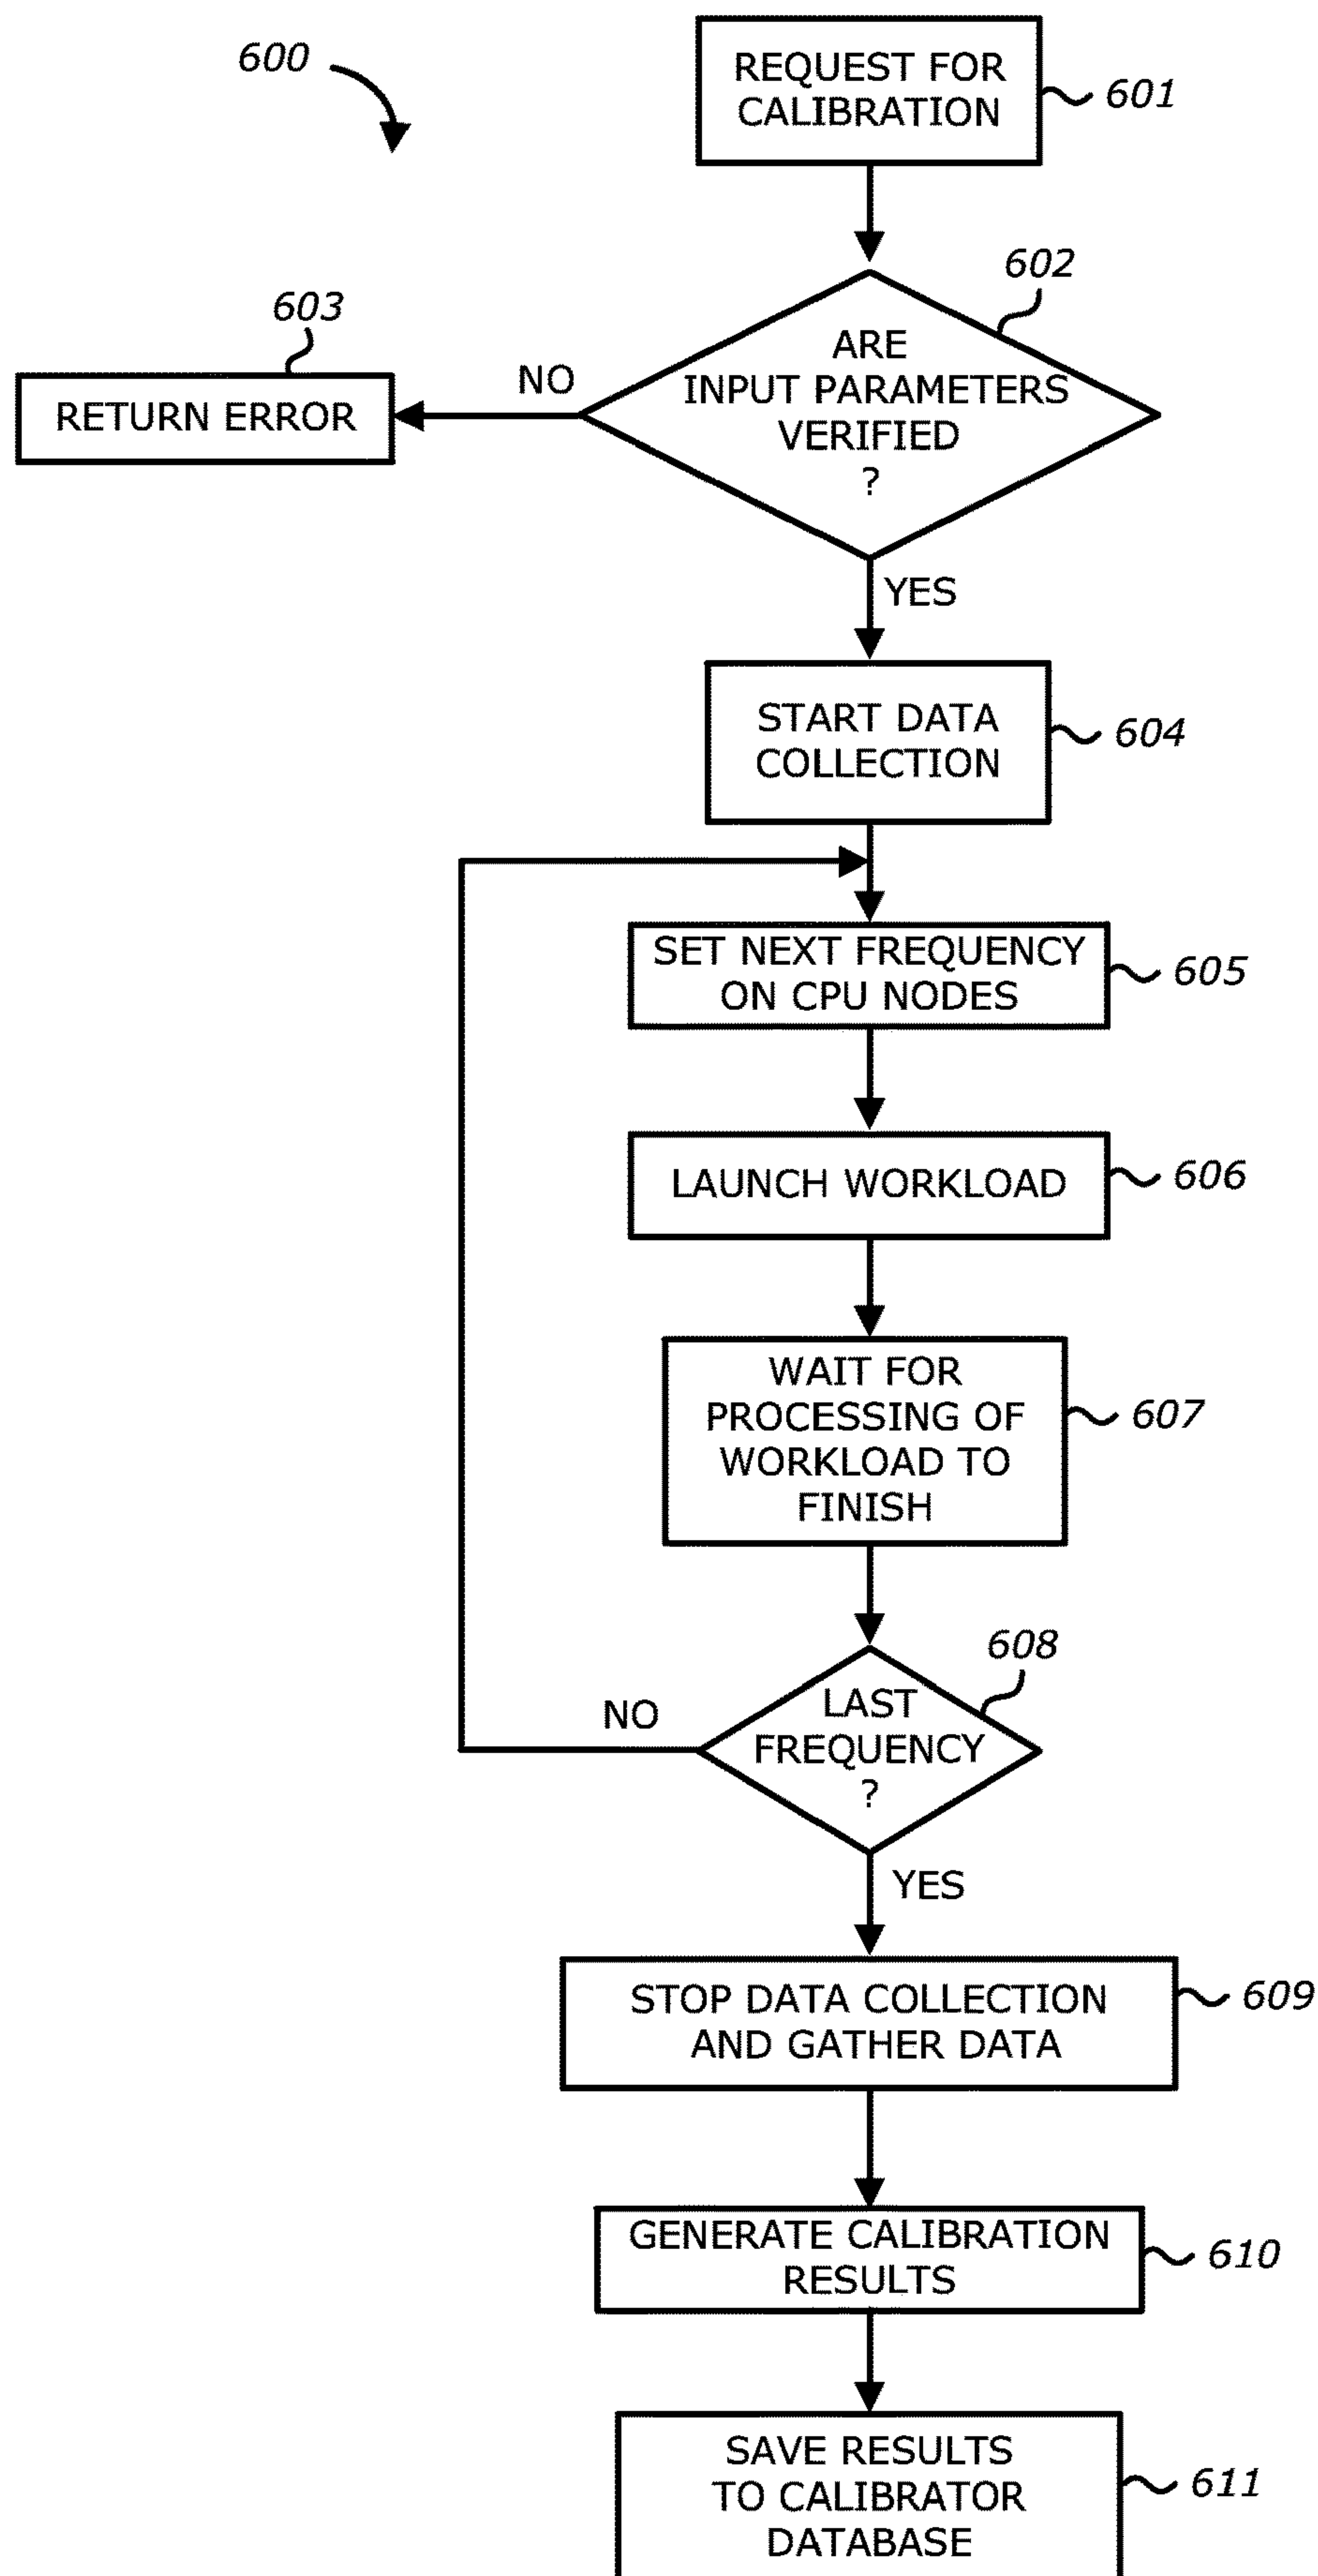 600
REQUEST FOR
CALIBRATION
601
602
ARE
INPUT PARAMETERS
VERIFIED
?
NO
603
RETURN ERROR
YES
START DATA
COLLECTION
604
SET NEXT FREQUENCY
ON CPU NODES
605
LAUNCH WORKLOAD
606
WAIT FOR
PROCESSING OF
WORKLOAD TO
FINISH
607
608
LAST
FREQUENCY
?
NO
YES
STOP DATA COLLECTION
AND GATHER DATA
609
GENERATE CALIBRATION
RESULTS
610
SAVE RESULTS
TO CALIBRATOR
DATABASE
611